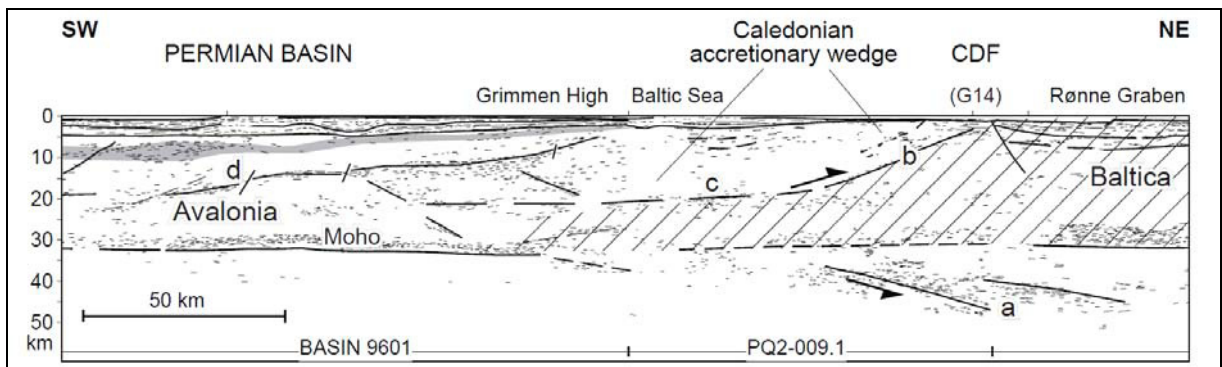 SW
NE
PERMIAN BASIN
Caledonian
accretionary wedge
CDF
Grimmen High
Baltic Sea
(G14)
Rønne Graben
0
10
20
30
40
50
km
d
b
c
a
Avalonia
Baltica
Moho
50 km
BASIN 9601
PQ2-009.1